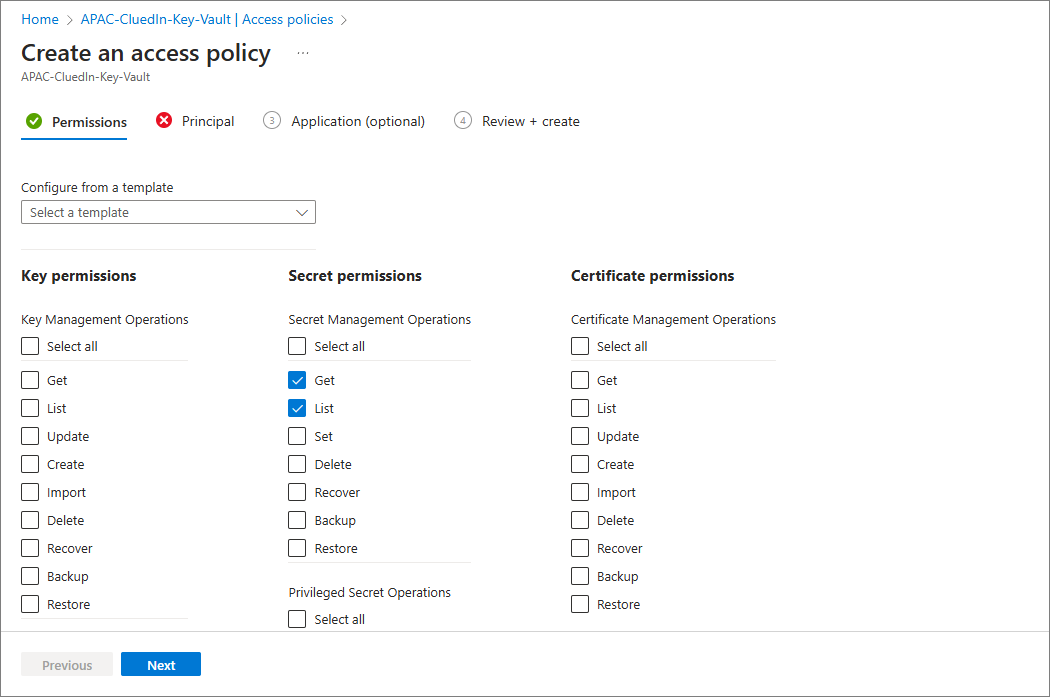 Home > APAC-CluedIn-Key-Vault | Access policies >
Create an access policy ...
APAC-CluedIn-Key-Vault
Permissions
Principal
3 Application (optional)
4 Review + create
Configure from a template
Select a template
Key permissions
Key Management Operations
Select all
Get
List
Update
Create
Import
Delete
Recover
Backup
Restore
Secret permissions
Secret Management Operations
Select all
Get
List
Set
Delete
Recover
Backup
Restore
Privileged Secret Operations
Select all
Certificate permissions
Certificate Management Operations
Select all
Get
List
Update
Create
Import
Delete
Recover
Backup
Restore
Previous
Next